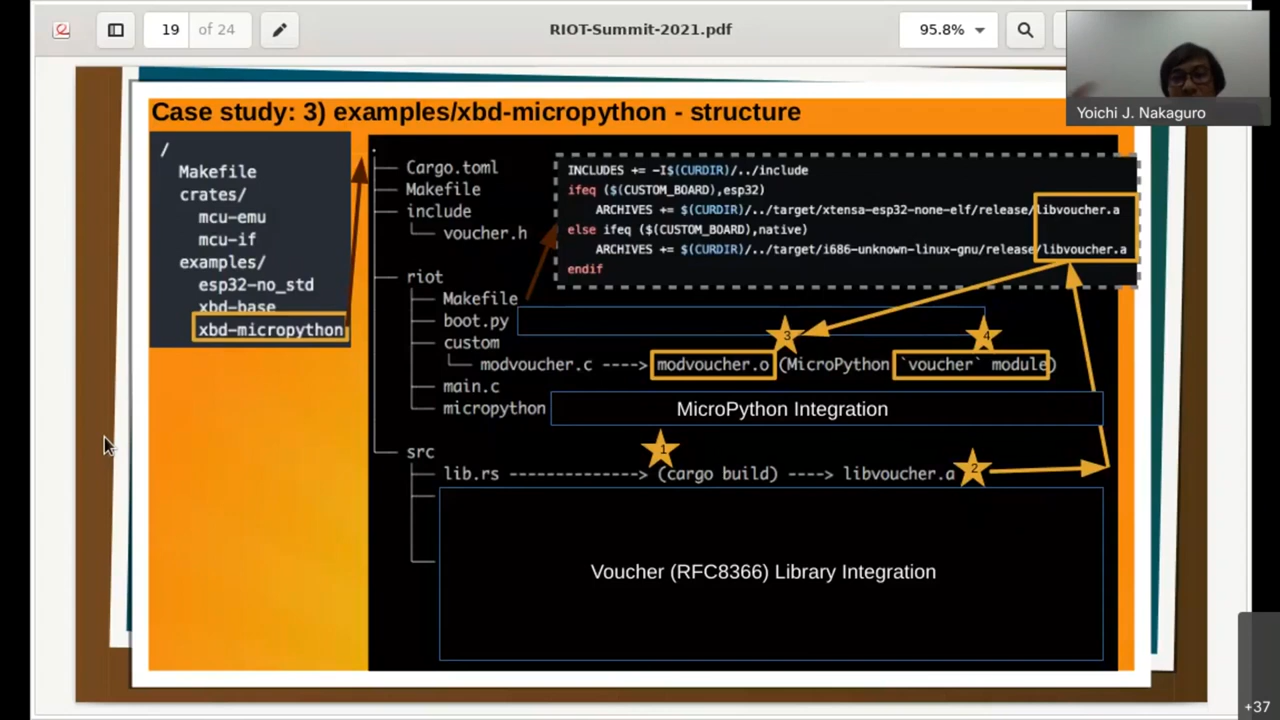 19 of 24
RIOT-Summit-2021.pdf
95.8%
Yoichi J. Nakaguro
Case study: 3) examples/xbd-micropython - structure
/
Makefile
crates/
mcu-emu
mcu-if
examples/
esp32-no_std
xbd-base
xbd-micropython
.
Cargo.toml
Makefile
include
voucher.h
riot
Makefile
boot.py
custom
modvoucher.c ----> modvoucher.o (MicroPython `voucher` module)
main.c
micropython
src
lib.rs -------------> (cargo build) ----> libvoucher.a
INCLUDES += -I$(CURDIR)/../include
ifeq ($(CUSTOM_BOARD),esp32)
ARCHIVES += $(CURDIR)/../target/xtensa-esp32-none-elf/release/libvoucher.a
else ifeq ($(CUSTOM_BOARD),native)
ARCHIVES += $(CURDIR)/../target/i686-unknown-linux-gnu/release/libvoucher.a
endif
3
4
MicroPython Integration
1
2
Voucher (RFC8366) Library Integration
+37